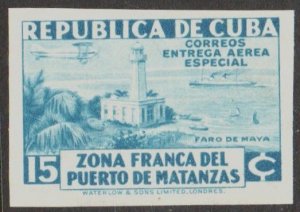 REPUBLICA DE CUBA
CORREOS
ENTREGA AEREA
ESPECIAL
FARO DE MAYA
15 ZONA FRANCA DEL C
PUERTO DE MATANZAS
WATERLOW & SONS LIMITED, LONDRES.